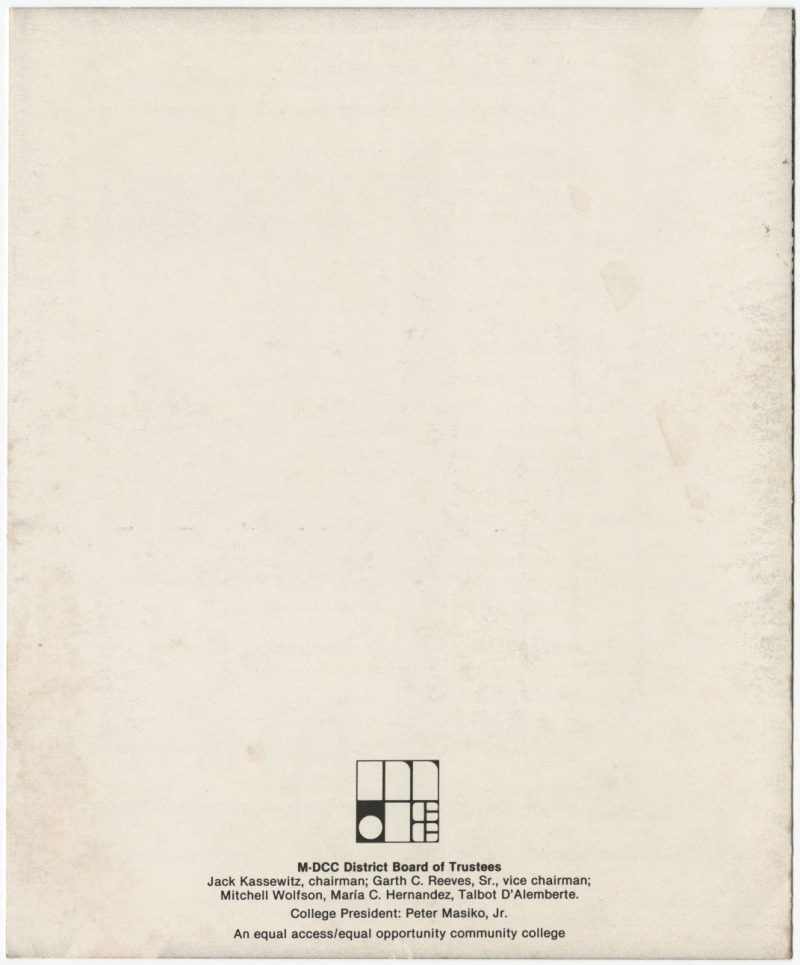 M-DCC District Board of Trustees
Jack Kassewitz, chairman; Garth C. Reeves, Sr., vice chairman;
Mitchell Wolfson, María C. Hernandez, Talbot D'Alemberte.
College President: Peter Masiko, Jr.
An equal access/equal opportunity community college